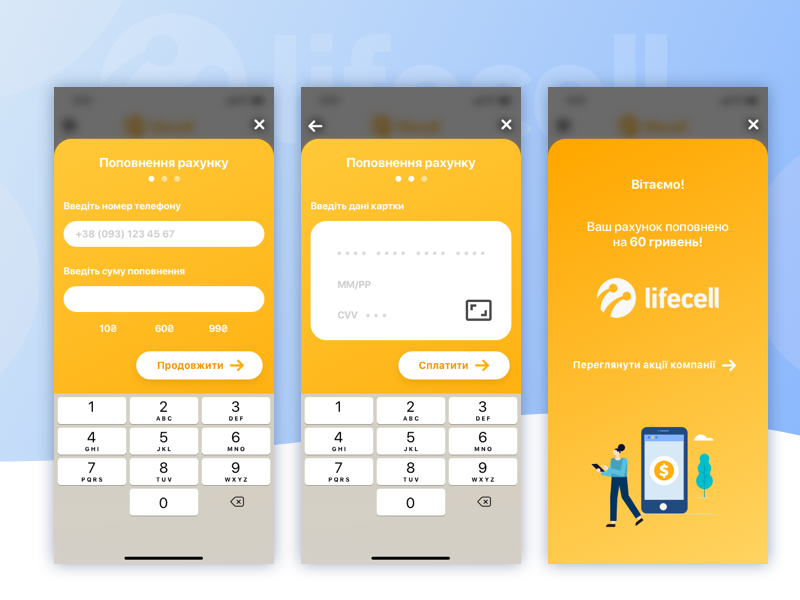 lifecell
Поповнення рахунку
Введіть номер телефону
+38 (093) 123 45 67
Введіть суму поповнення
10₴ 60₴ 99₴
Продовжити →
1
2 ABC
3 DEF
4 GHI
5 JKL
6 MNO
7 PQRS
8 TUV
9 WXYZ
0
Поповнення рахунку
Введіть дані картки
•••• •••• •••• ••••
ММ/РР
CVV •••
Сплатити →
1
2 ABC
3 DEF
4 GHI
5 JKL
6 MNO
7 PQRS
8 TUV
9 WXYZ
0
Вітаємо!
Ваш рахунок поповнено
на 60 гривень!
lifecell
Переглянути акції компанії →
$